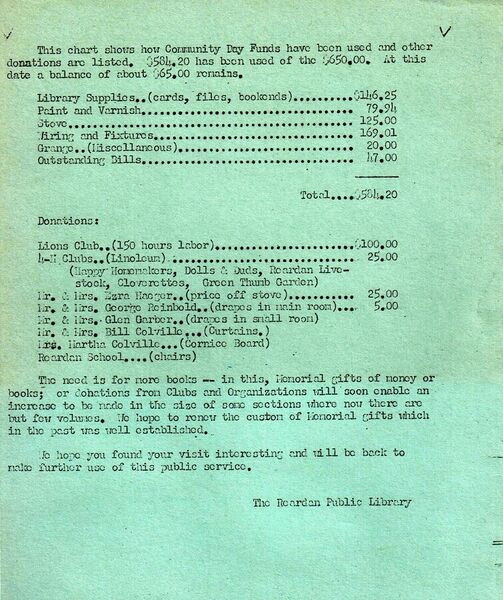 This chart shows how Community Day Funds have been used and other
donations are listed. $584.20 has been used of the $650.00. At this
date a balance of about $65.00 remains.
Library Supplies..(cards, files, bookends)..........$146.25
Paint and Varnish................................... 79.94
Stove............................................... 125.00
Wiring and Fixtures................................. 169.01
Grange..(Miscellaneous)............................. 20.00
Outstanding Bills................................... 47.00
Total....$584.20
Donations:
Lions Club..(150 hours labor).......................$100.00
4-H Clubs..(Linoleum)............................... 25.00
(Happy Homemakers, Dolls & Duds, Reardan Live-
stock, Cloverettes, Green Thumb Garden)
Mr. & Mrs. Ezra Haeger..(price off stove)........... 25.00
Mr. & Mrs. George Reinbold..(drapes in main room)... 5.00
Mr. & Mrs. Glen Garber..(drapes in small room)
Mr. & Mrs. Bill Colville...(Curtains.)
Mrs. Martha Colville...(Cornice Board)
Reardan School....(chairs)
The need is for more books -- in this, Memorial gifts of money or
books; or donations from Clubs and Organizations will soon enable an
increase to be made in the size of some sections where now there are
but few volumes. We hope to renew the custom of Memorial gifts which
in the past was well established.
We hope you found your visit interesting and will be back to
make further use of this public service.
The Reardan Public Library